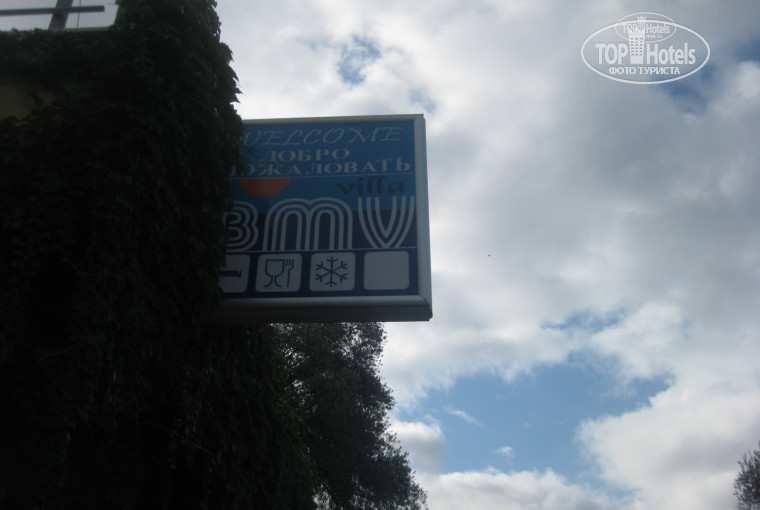 TOP Hotels
ФОТО ТУРИСТА
WELCOME
ДОБРО
ПОЖАЛОВАТЬ
villa
BMV